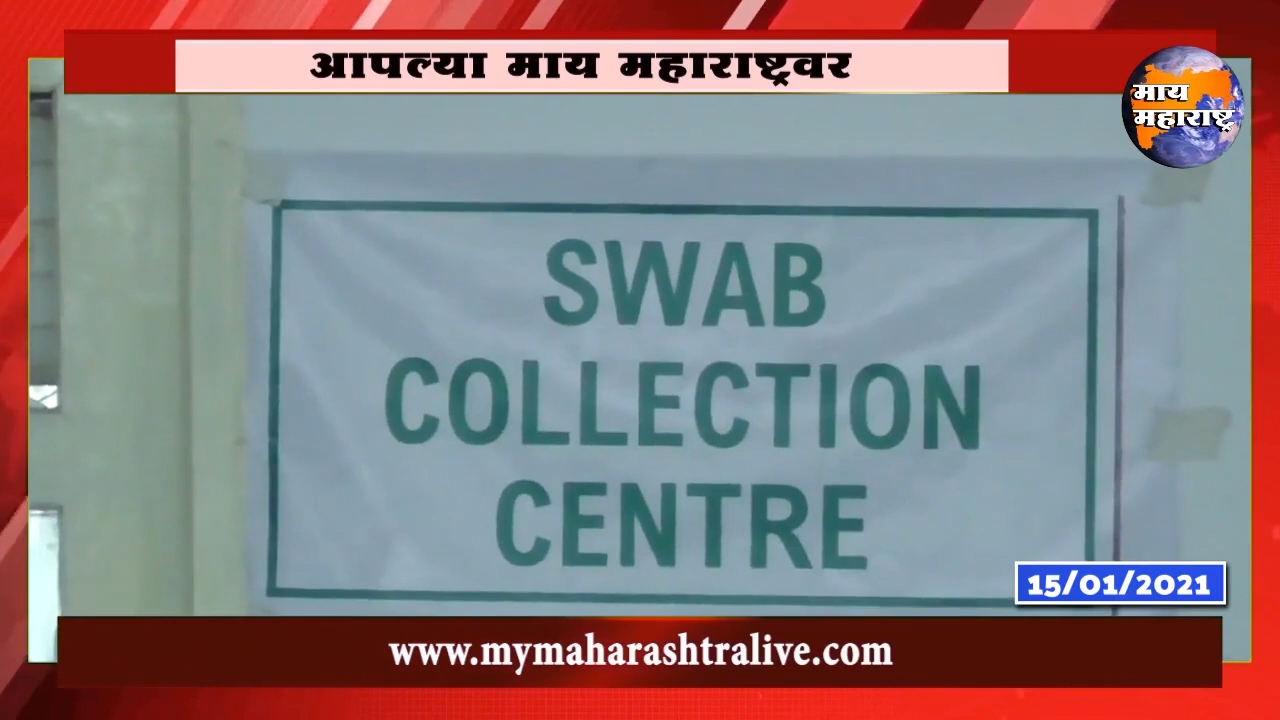 आपल्या माय महाराष्ट्रवर
माय
महाराष्ट्र
SWAB
COLLECTION
CENTRE
15/01/2021
www.mymaharashtralive.com